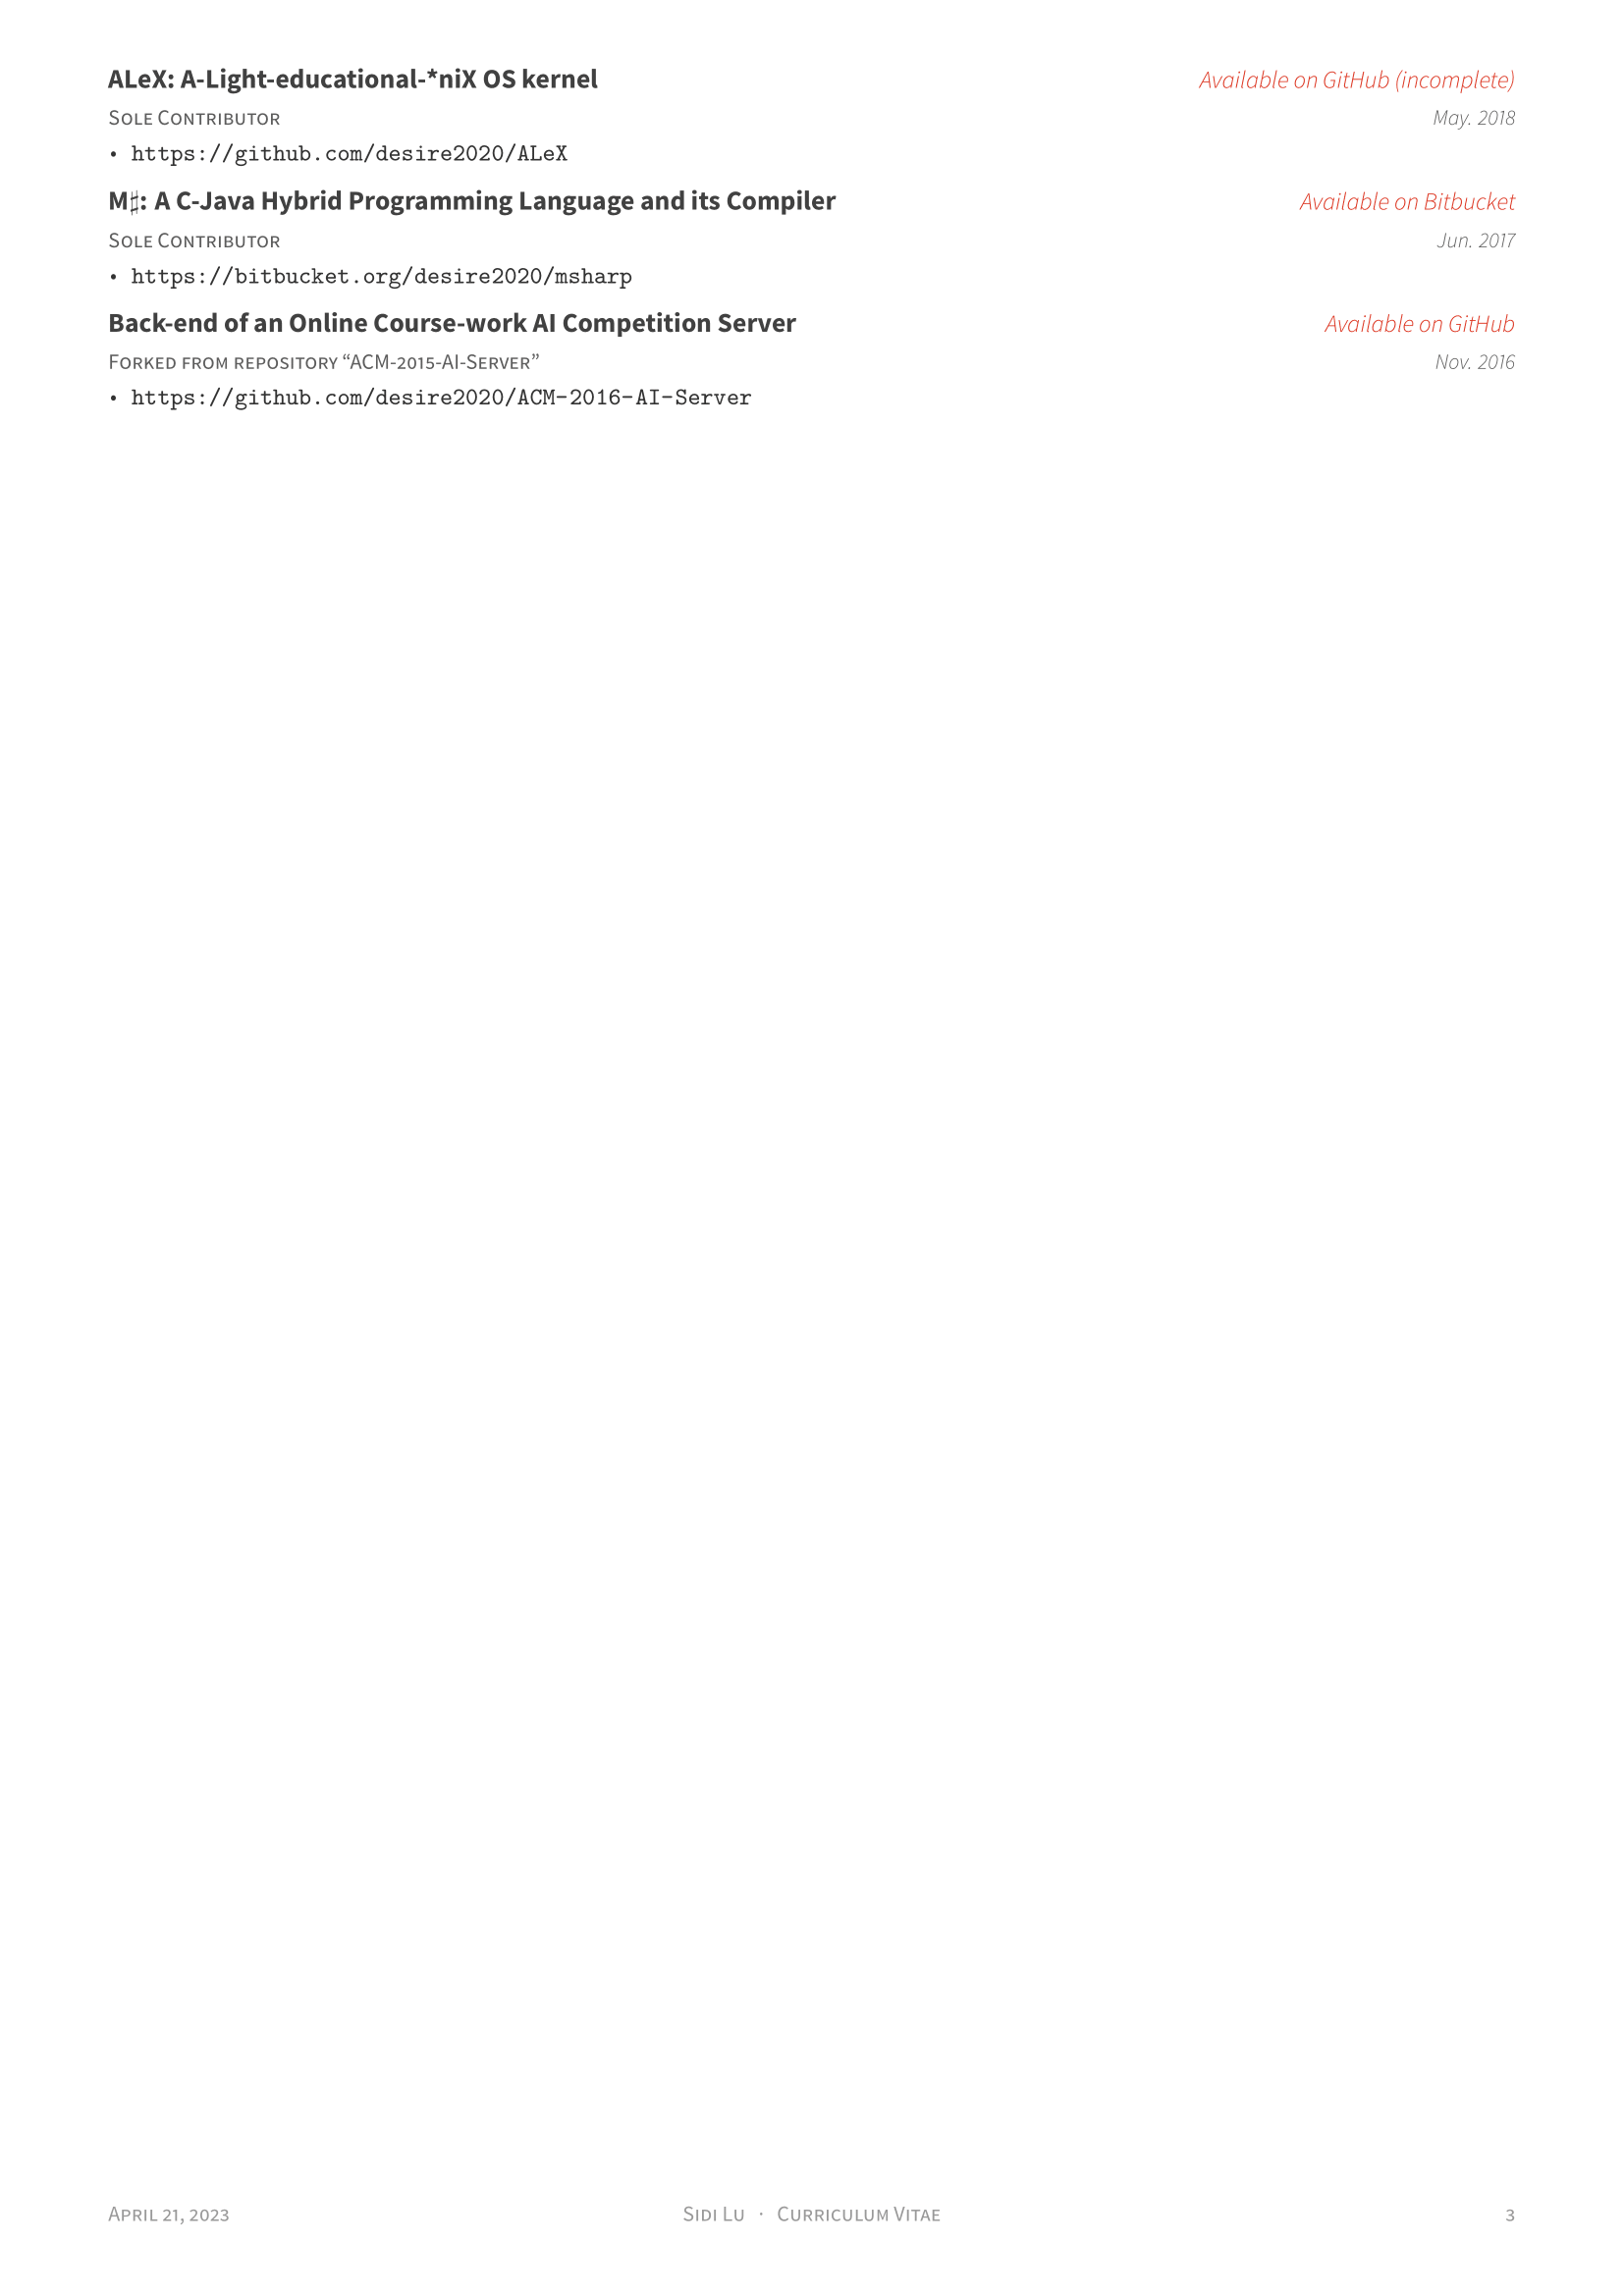 ALeX: A-Light-educational-*niX OS kernel Available on GitHub (incomplete)
Sole Contributor May. 2018
• https://github.com/desire2020/ALeX
M♯: A C-Java Hybrid Programming Language and its Compiler Available on Bitbucket
Sole Contributor Jun. 2017
• https://bitbucket.org/desire2020/msharp
Back-end of an Online Course-work AI Competition Server Available on GitHub
Forked from repository “ACM-2015-AI-Server” Nov. 2016
• https://github.com/desire2020/ACM-2016-AI-Server
April 21, 2023 Sidi Lu · Curriculum Vitae 3